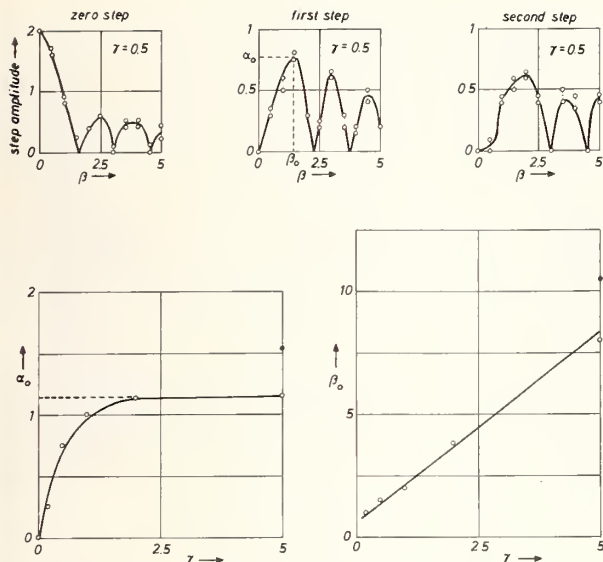 zero step
first step
second step
step amplitude →
2
1
0
γ = 0.5
0
2.5
5
β →
1
α₀
0.5
0
γ = 0.5
0
β₀
2.5
5
β →
1
0.5
0
γ = 0.5
0
2.5
5
β →
2
α₀ →
1
0
0
2.5
5
γ →
10
β₀ →
5
0
0
2.5
5
γ →